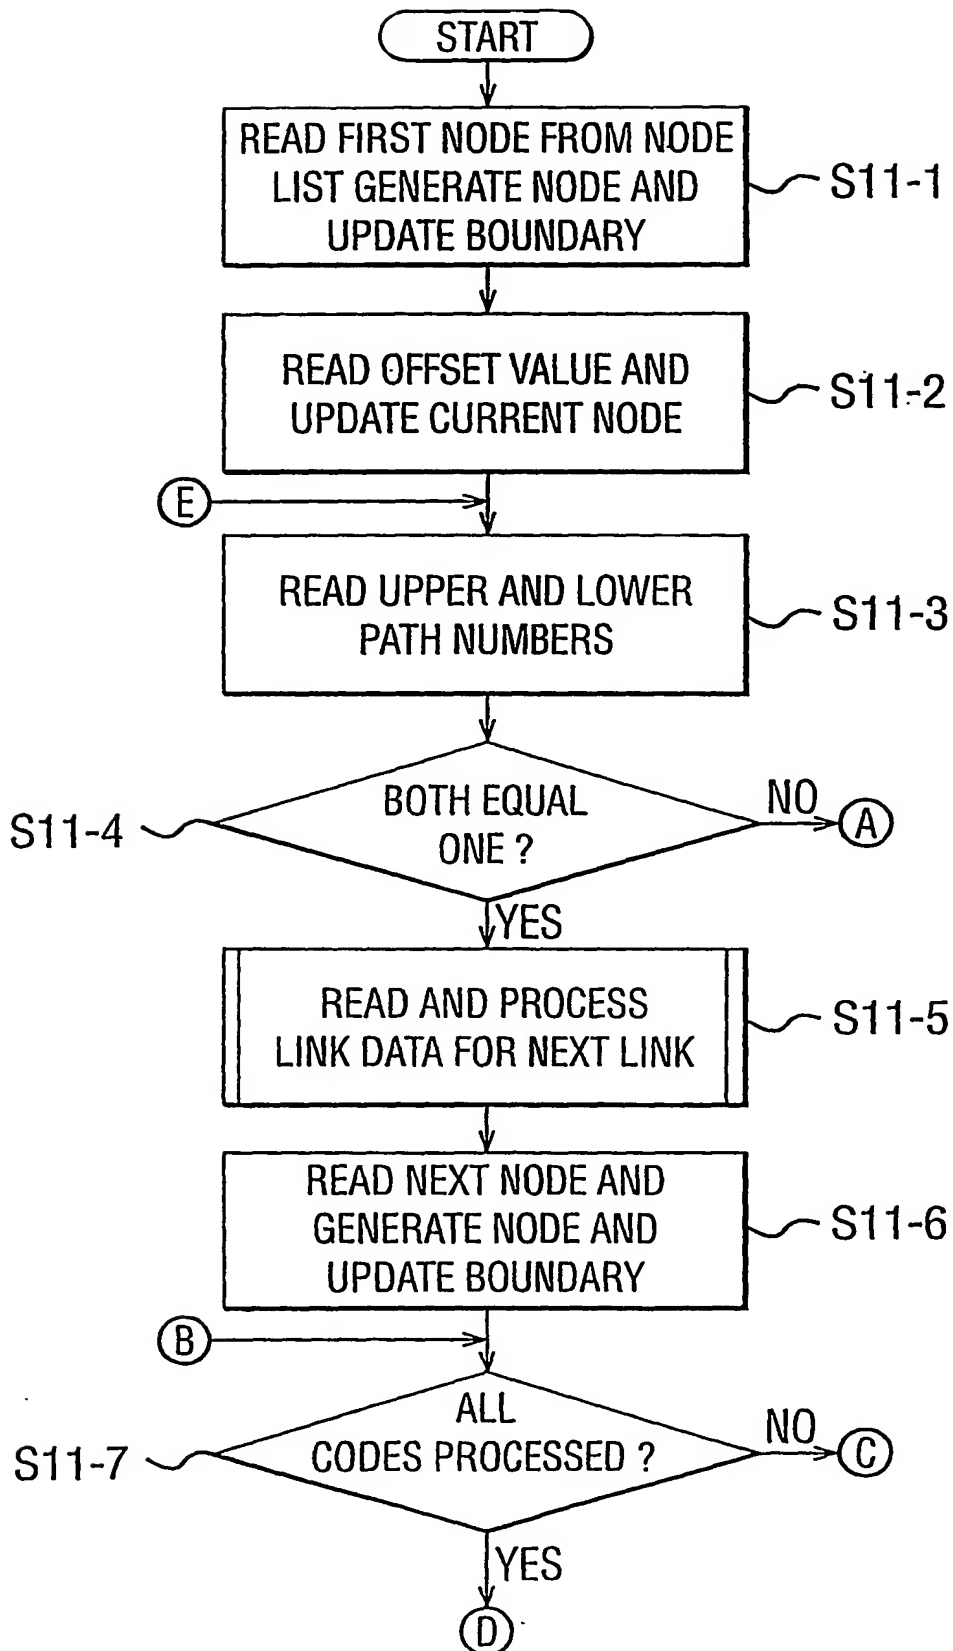 START
READ FIRST NODE FROM NODE
LIST GENERATE NODE AND
UPDATE BOUNDARY
S11-1
READ OFFSET VALUE AND
UPDATE CURRENT NODE
S11-2
E
READ UPPER AND LOWER
PATH NUMBERS
S11-3
BOTH EQUAL
ONE ?
S11-4
NO
A
YES
READ AND PROCESS
LINK DATA FOR NEXT LINK
S11-5
READ NEXT NODE AND
GENERATE NODE AND
UPDATE BOUNDARY
S11-6
B
ALL
CODES PROCESSED ?
S11-7
NO
C
YES
D